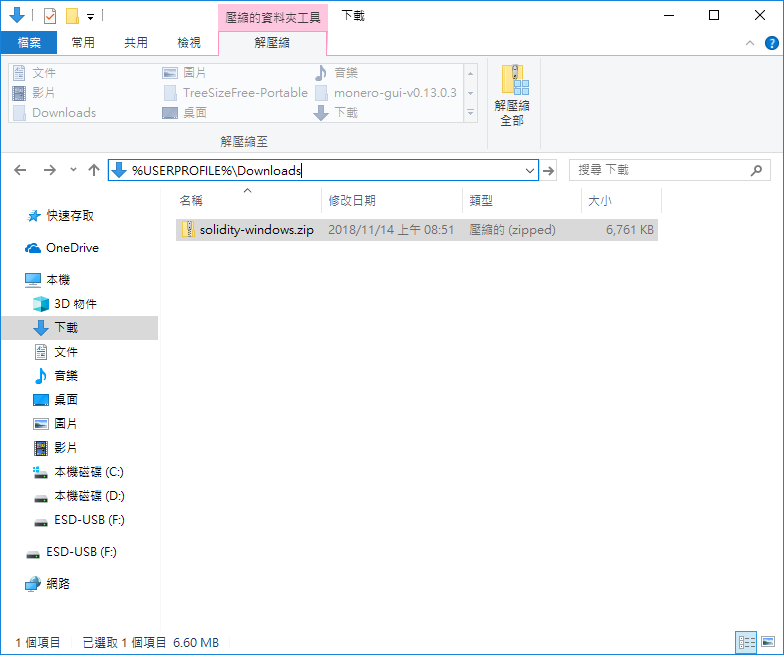 壓縮的資料夾工具 下載
檔案 常用 共用 檢視 解壓縮
文件 圖片 音樂
影片 TreeSizeFree-Portable monero-gui-v0.13.0.3
Downloads 桌面 下載
解壓縮
全部
解壓縮至
%USERPROFILE%\Downloads 搜尋 下載
名稱 修改日期 類型 大小
solidity-windows.zip 2018/11/14 上午 08:51 壓縮的 (zipped) 6,761 KB
快速存取
OneDrive
本機
3D 物件
下載
文件
音樂
桌面
圖片
影片
本機磁碟 (C:)
本機磁碟 (D:)
ESD-USB (F:)
ESD-USB (F:)
網路
1 個項目 已選取 1 個項目 6.60 MB